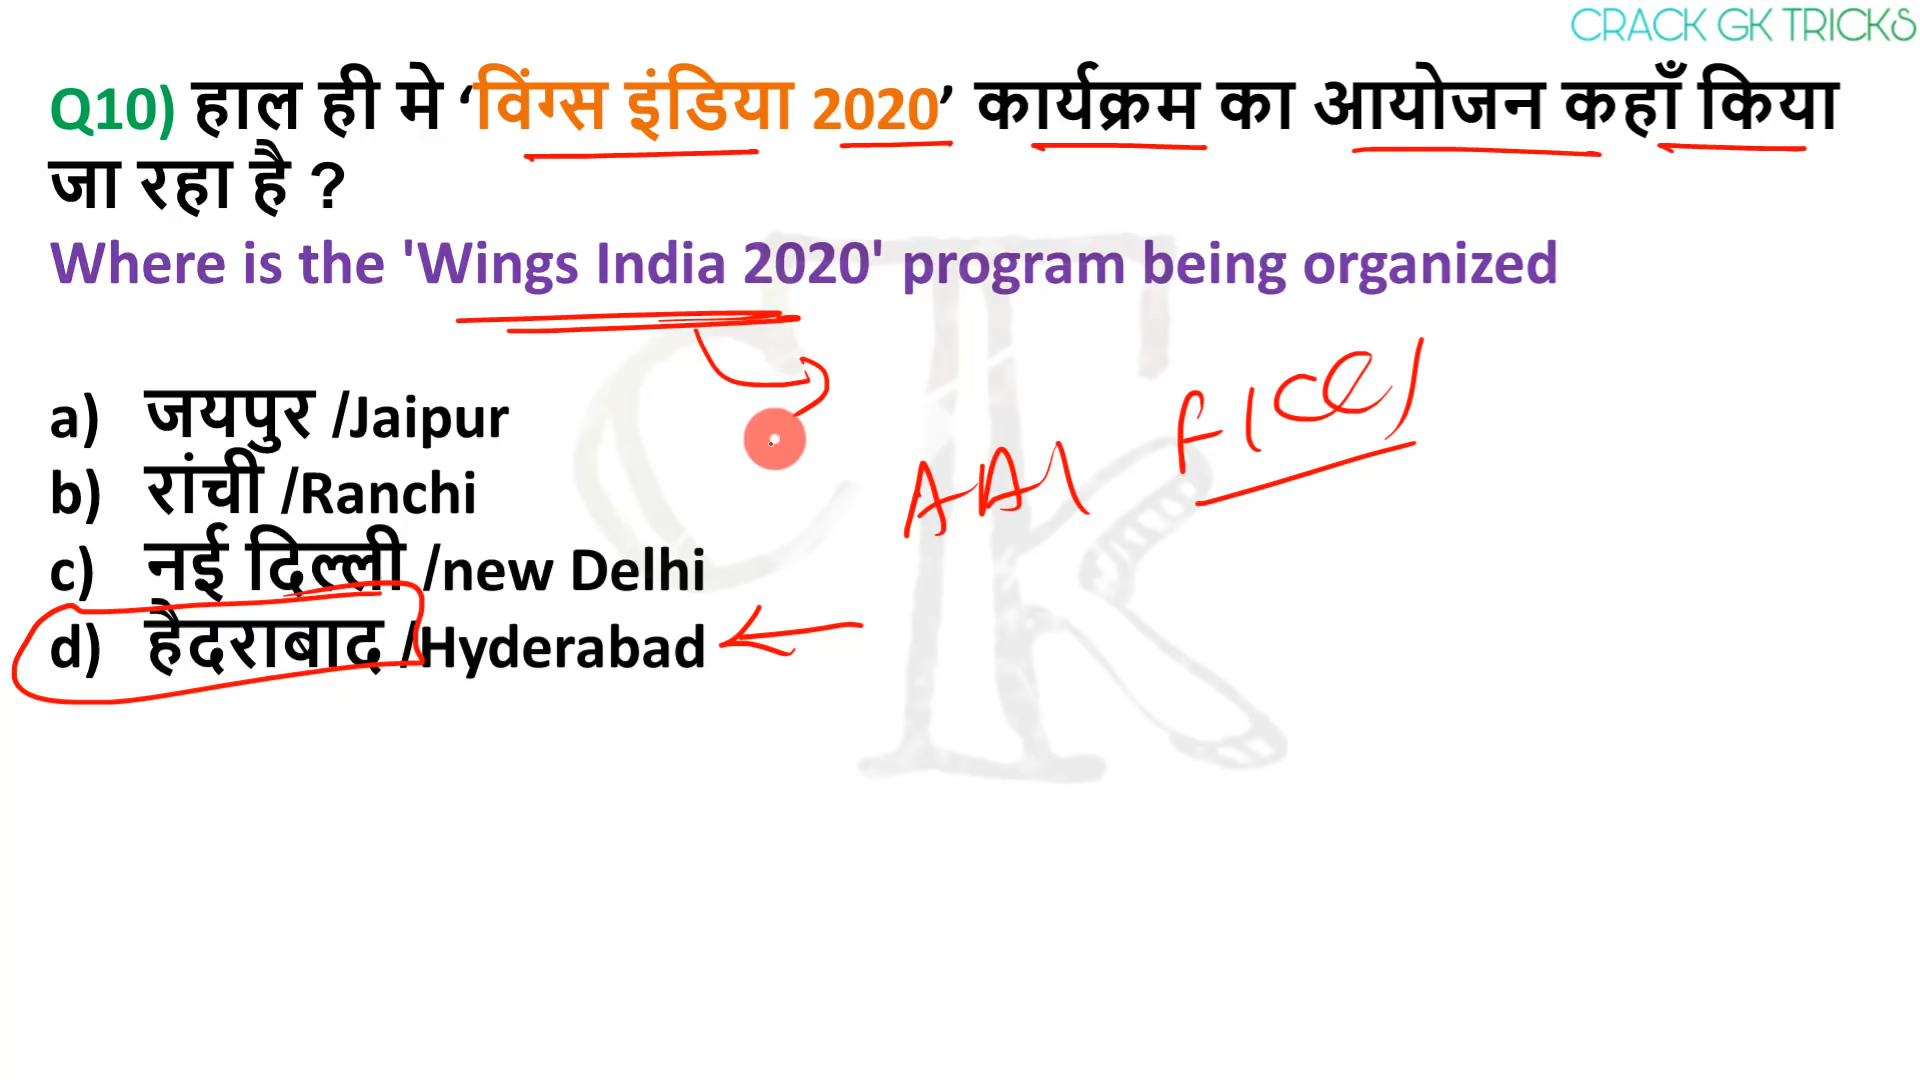 CRACK GK TRICKS
Q10) हाल ही मे ‘विंग्स इंडिया 2020’ कार्यक्रम का आयोजन कहाँ किया
जा रहा है ?
Where is the 'Wings India 2020' program being organized
a) जयपुर /Jaipur
b) रांची /Ranchi
c) नई दिल्ली /new Delhi
d) हैदराबाद /Hyderabad
AAI